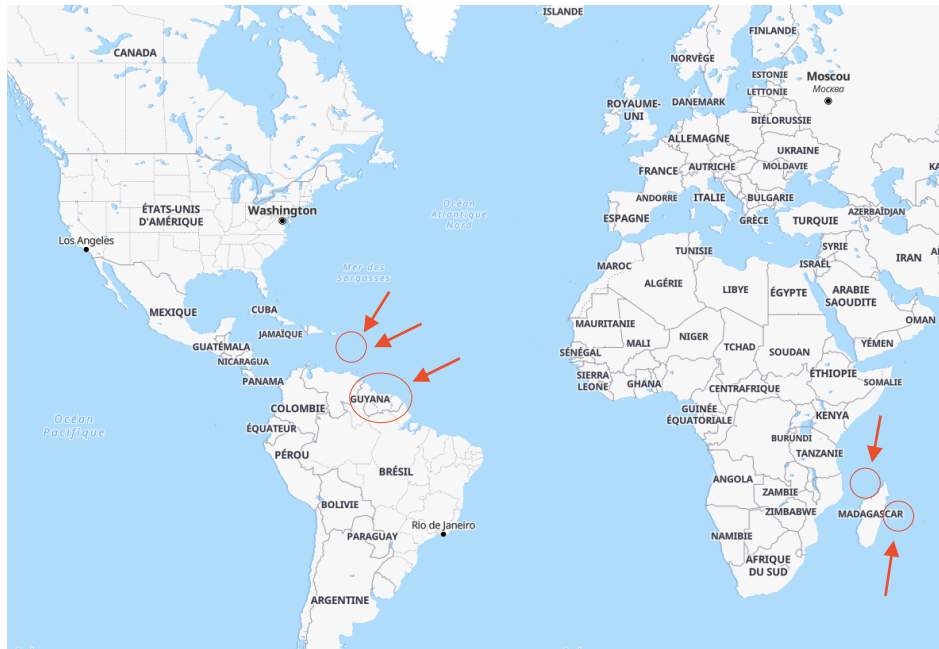 ISLANDE
FINLANDE
CANADA
NORVÈGE
ESTONIE
Moscou
Москва
LETTONIE
ROYAUME-
UNI
DANEMARK
BIÉLORUSSIE
ALLEMAGNE
UKRAINE
FRANCE
AUTRICHE
MOLDAVIE
ANDORRE
ITALIE
BULGARIE
ÉTATS-UNIS
D'AMÉRIQUE
Washington
Océan
Atlantique
Nord
ESPAGNE
GRÈCE
TURQUIE
AZERBAÏDJAN
Los Angeles
TUNISIE
SYRIE
IRAN
MAROC
ISRAËL
Mer des
Sargasses
ALGÉRIE
LIBYE
ÉGYPTE
ARABIE
SAOUDITE
MEXIQUE
CUBA
OMAN
MAURITANIE
JAMAÏQUE
MALI
NIGER
TCHAD
SOUDAN
YÉMEN
GUATÉMALA
SÉNÉGAL
NICARAGUA
ÉTHIOPIE
SOMALIE
PANAMA
SIERRA
LEONE
GHANA
CENTRAFRIQUE
GUYANA
COLOMBIE
GUINÉE
ÉQUATORIALE
KENYA
Océan
Pacifique
ÉQUATEUR
BURUNDI
TANZANIE
PÉROU
BRÉSIL
ANGOLA
ZAMBIE
BOLIVIE
ZIMBABWE
MADAGASCAR
Rio de Janeiro
PARAGUAY
NAMIBIE
AFRIQUE
DU SUD
ARGENTINE